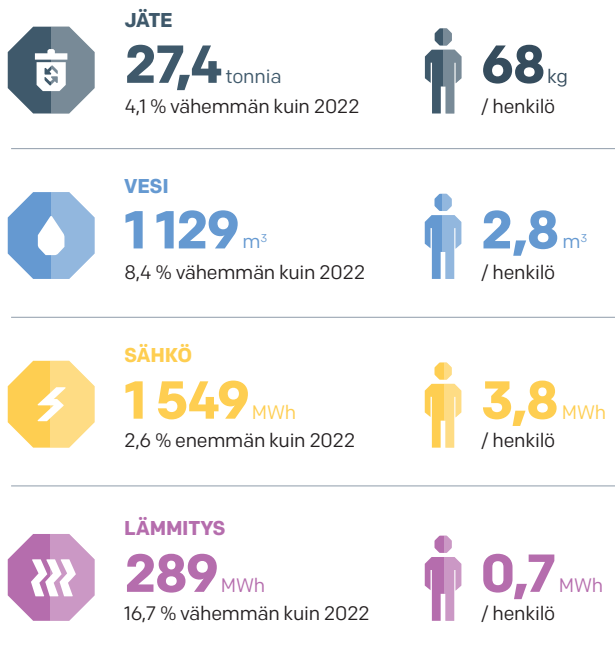 JÄTE
27,4 tonnia
4,1 % vähemmän kuin 2022
68 kg
/ henkilö
VESI
1 129 m³
8,4 % vähemmän kuin 2022
2,8 m³
/ henkilö
SÄHKÖ
1 549 MWh
2,6 % enemmän kuin 2022
3,8 MWh
/ henkilö
LÄMMITYS
289 MWh
16,7 % vähemmän kuin 2022
0,7 MWh
/ henkilö